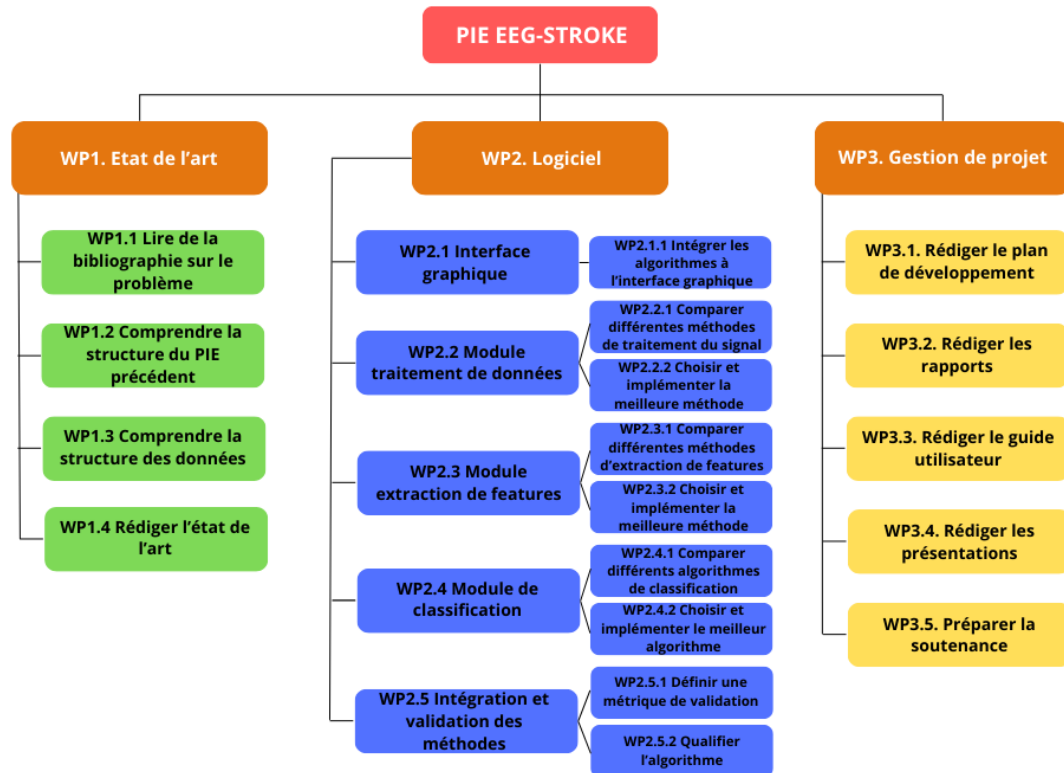 PIE EEG-STROKE
WP1. Etat de l'art
WP1.1 Lire de la
bibliographie sur le
problème
WP1.2 Comprendre la
structure du PIE
précédent
WP1.3 Comprendre la
structure des données
WP1.4 Rédiger l'état de
l'art
WP2. Logiciel
WP2.1 Interface
graphique
WP2.1.1 Intégrer les
algorithmes à
l'interface graphique
WP2.2 Module
traitement de données
WP2.2.1 Comparer
différentes méthodes
de traitement du signal
WP2.2.2 Choisir et
implémenter la
meilleure méthode
WP2.3 Module
extraction de features
WP2.3.1 Comparer
différentes méthodes
d'extraction de features
WP2.3.2 Choisir et
implémenter la
meilleure méthode
WP2.4 Module de
classification
WP2.4.1 Comparer
différents algorithmes
de classification
WP2.4.2 Choisir et
implémenter le meilleur
algorithme
WP2.5 Intégration et
validation des
méthodes
WP2.5.1 Définir une
métrique de validation
WP2.5.2 Qualifier
l'algorithme
WP3. Gestion de projet
WP3.1. Rédiger le plan
de développement
WP3.2. Rédiger les
rapports
WP3.3. Rédiger le guide
utilisateur
WP3.4. Rédiger les
présentations
WP3.5. Préparer la
soutenance